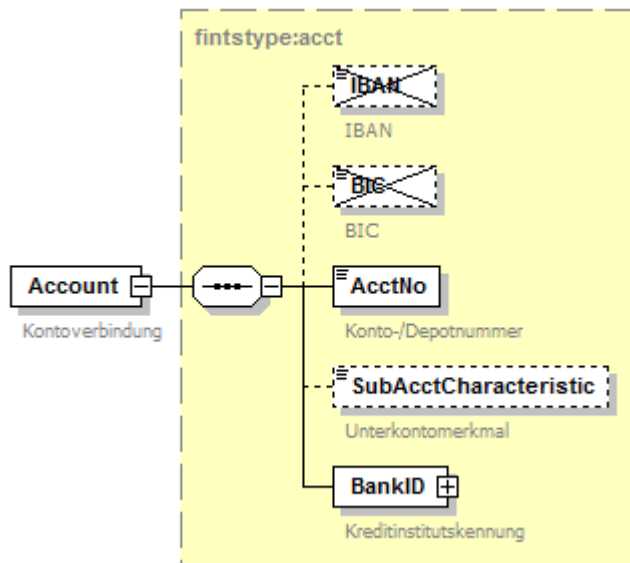 fintstype:acct
IBAN
IBAN
BIC
BIC
Account
Kontoverbindung
AcctNo
Konto-/Depotnummer
SubAcctCharacteristic
Unterkontomerkmal
BankID
Kreditinstitutskennung